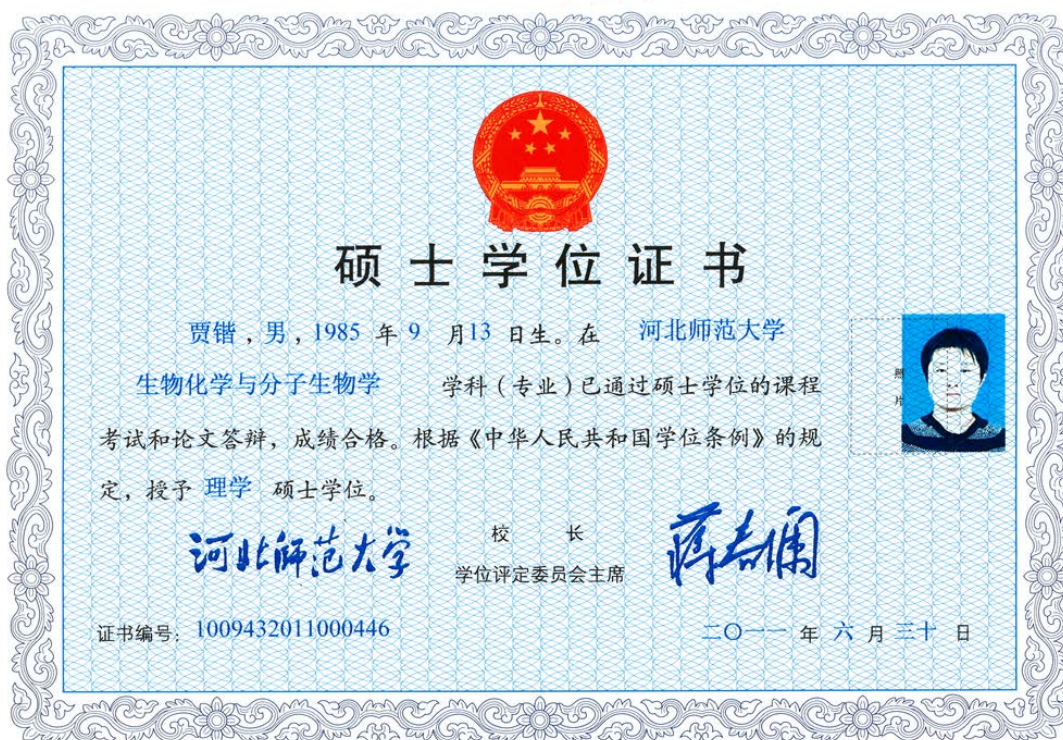 硕士学位证书
贾锴，男，1985 年 9 月13 日生。在 河北师范大学
生物化学与分子生物学 学科（专业）已通过硕士学位的课程
考试和论文答辩，成绩合格。根据《中华人民共和国学位条例》的规
定，授予 理学 硕士学位。
照
片
河北师范大学
校 长
学位评定委员会主席
蒋春澜
证书编号：1009432011000446
二〇一一 年 六 月 三十 日